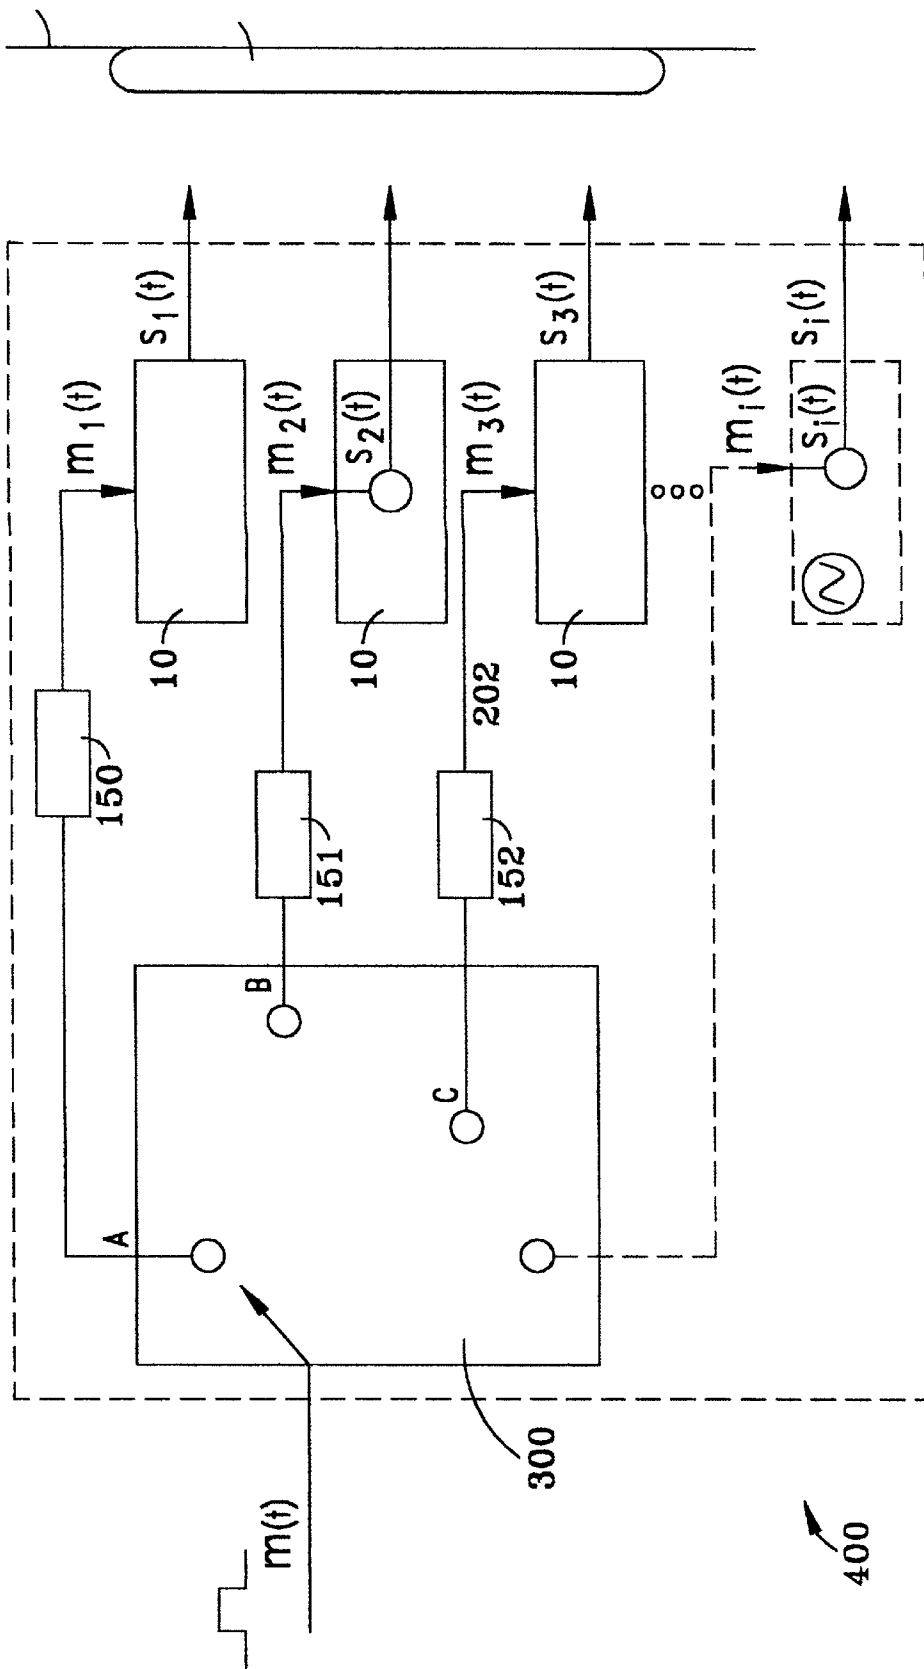 m(t)
300
400
A
B
C
150
151
152
202
m₁(t)
m₂(t)
m₃(t)
mᵢ(t)
10
10
10
s₁(t)
s₂(t)
s₃(t)
sᵢ(t)
sᵢ(t)